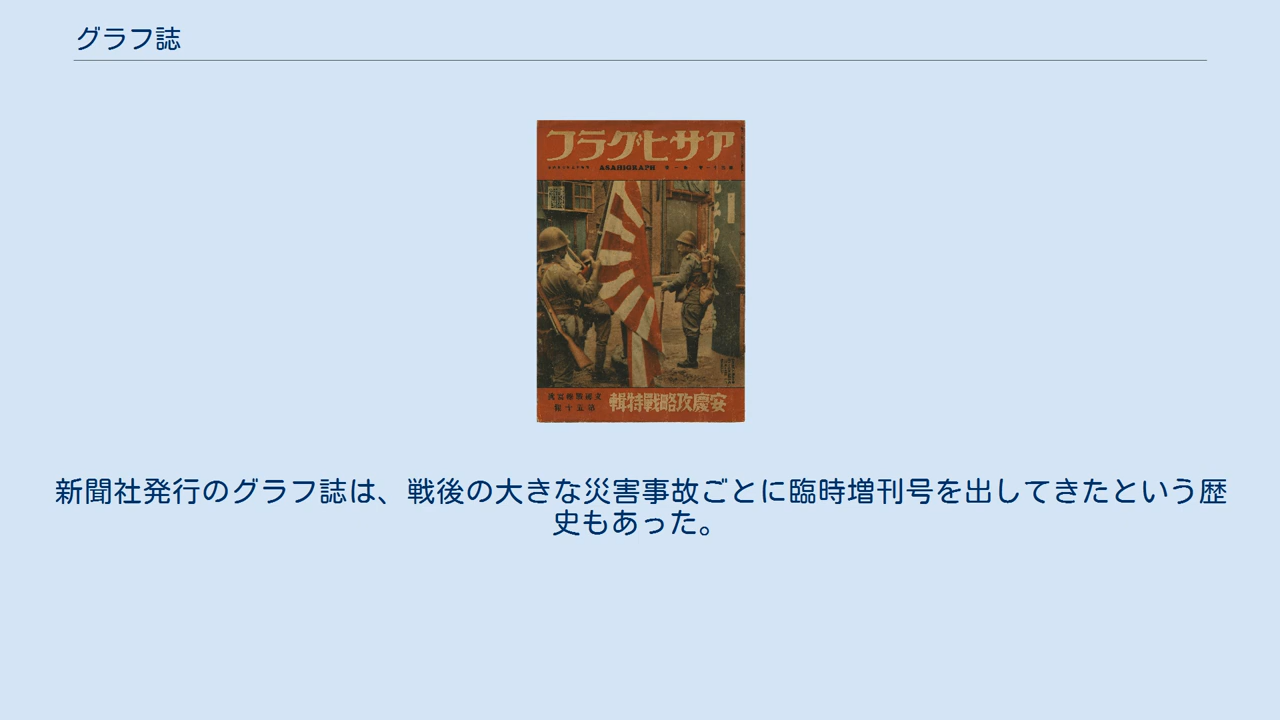 グラフ誌
アサヒグラフ
ASAHIGRAPH
安慶攻略戦特輯
新聞社発行のグラフ誌は、戦後の大きな災害事故ごとに臨時増刊号を出してきたという歴
史もあった。